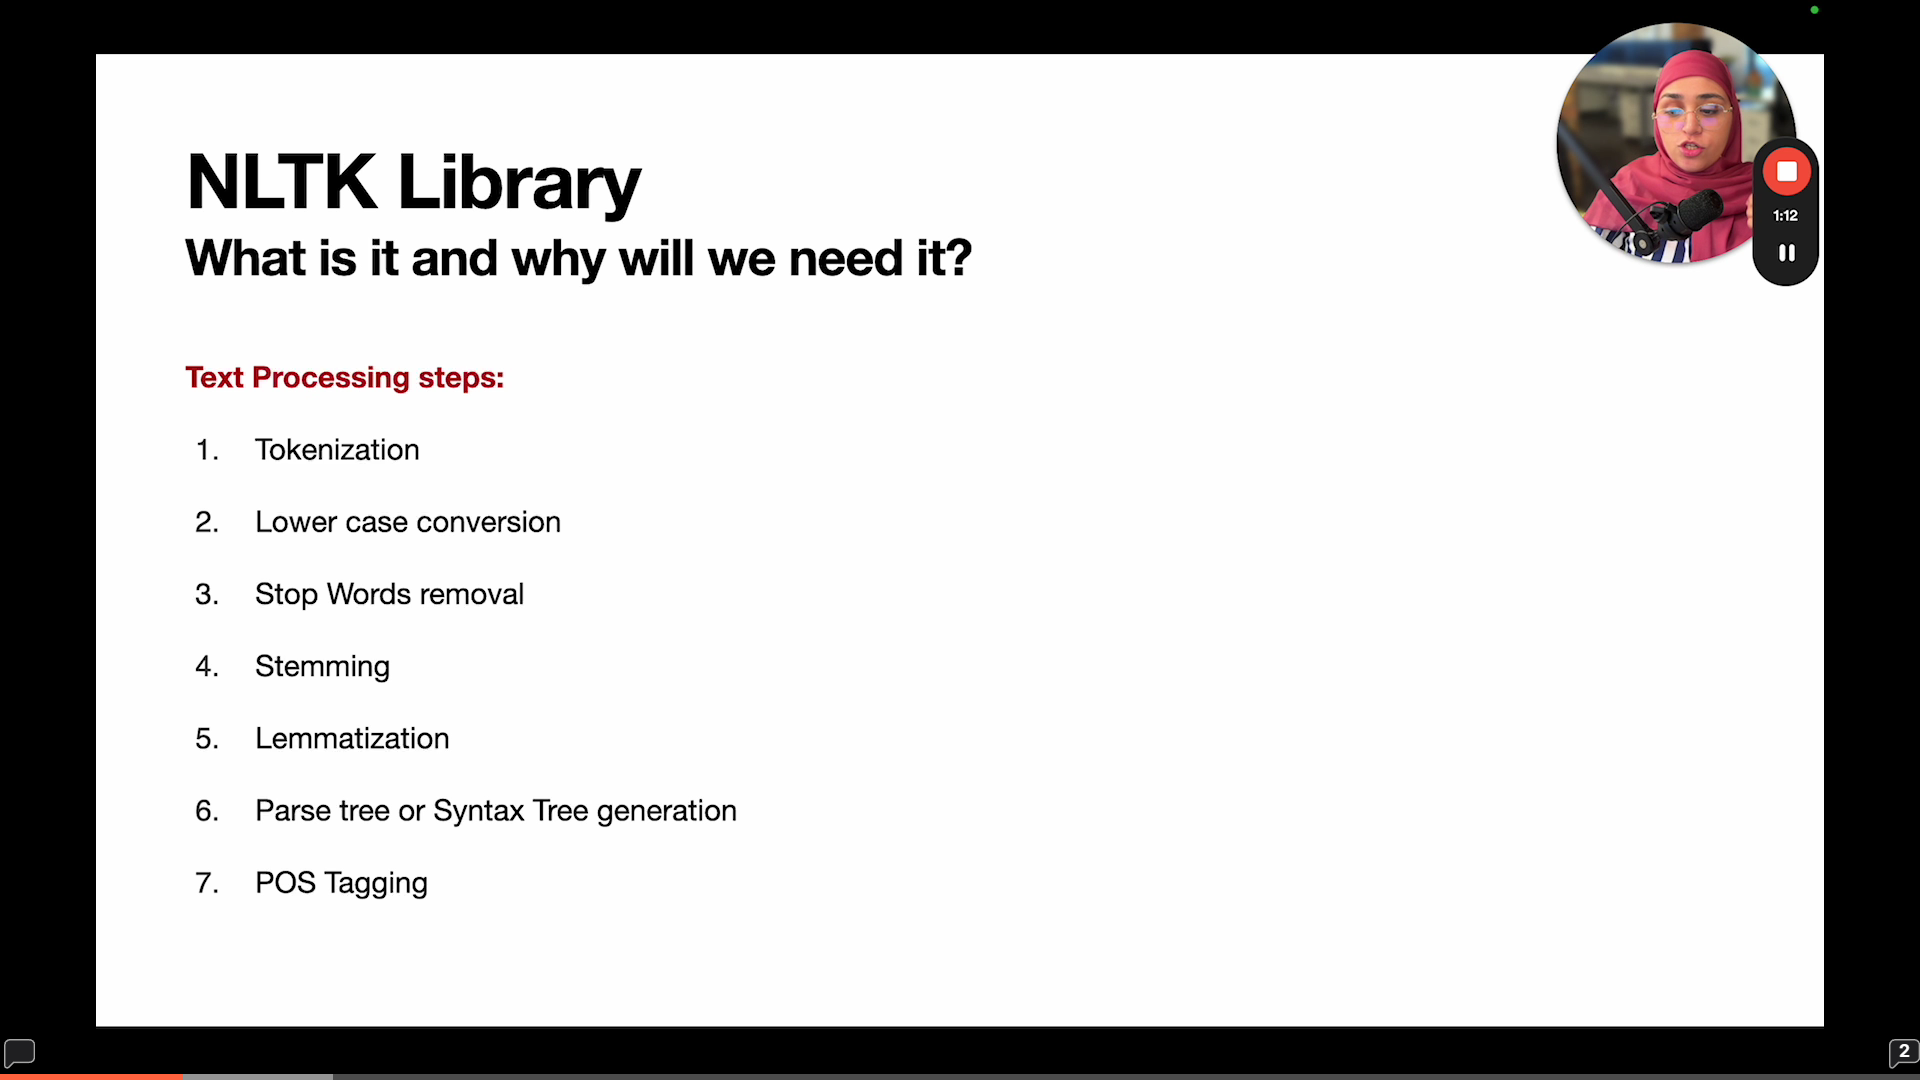 NLTK Library
What is it and why will we need it?
Text Processing steps:
1. Tokenization
2. Lower case conversion
3. Stop Words removal
4. Stemming
5. Lemmatization
6. Parse tree or Syntax Tree generation
7. POS Tagging
1:12
2